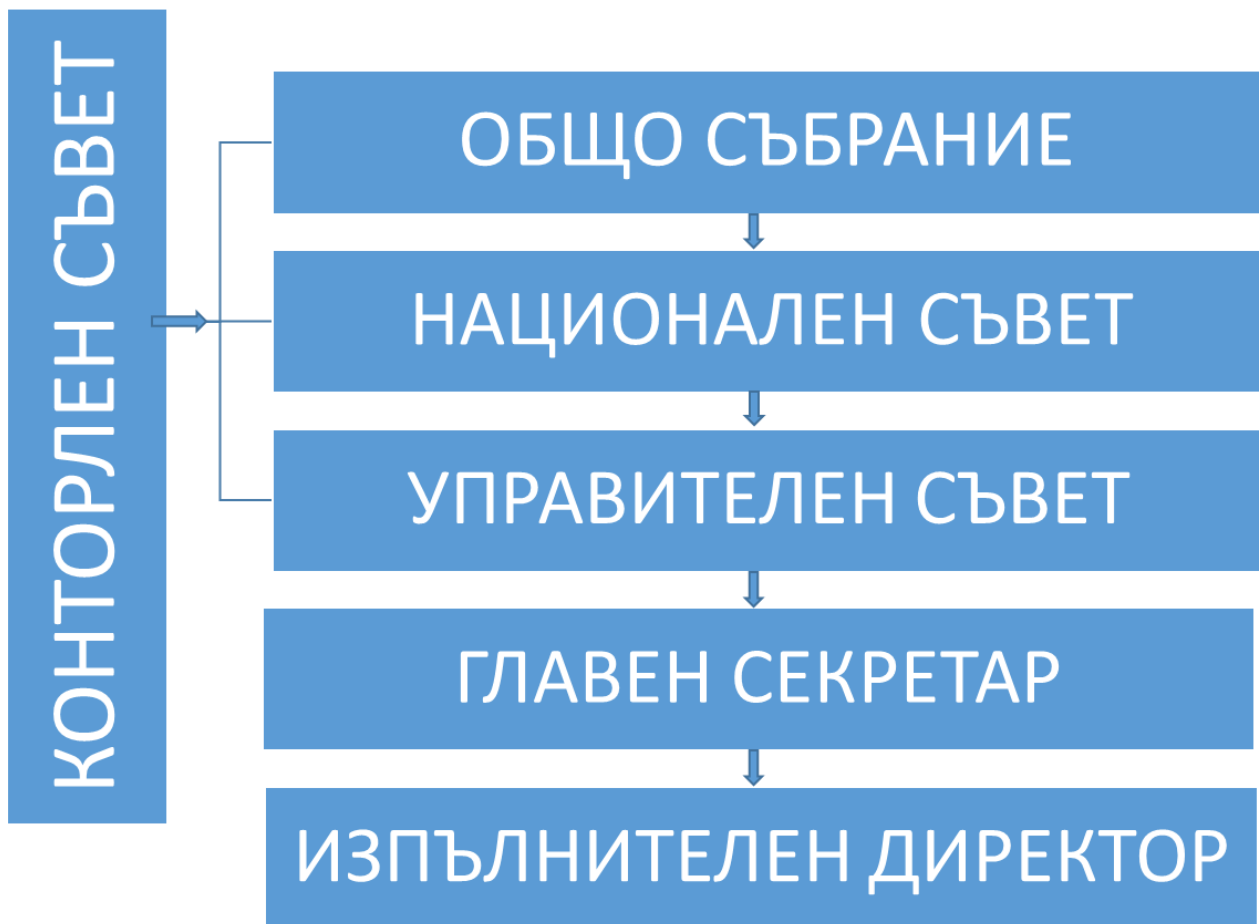 КОНТОРЛЕН СЪВЕТ
ОБЩО СЪБРАНИЕ
НАЦИОНАЛЕН СЪВЕТ
УПРАВИТЕЛЕН СЪВЕТ
ГЛАВЕН СЕКРЕТАР
ИЗПЪЛНИТЕЛЕН ДИРЕКТОР